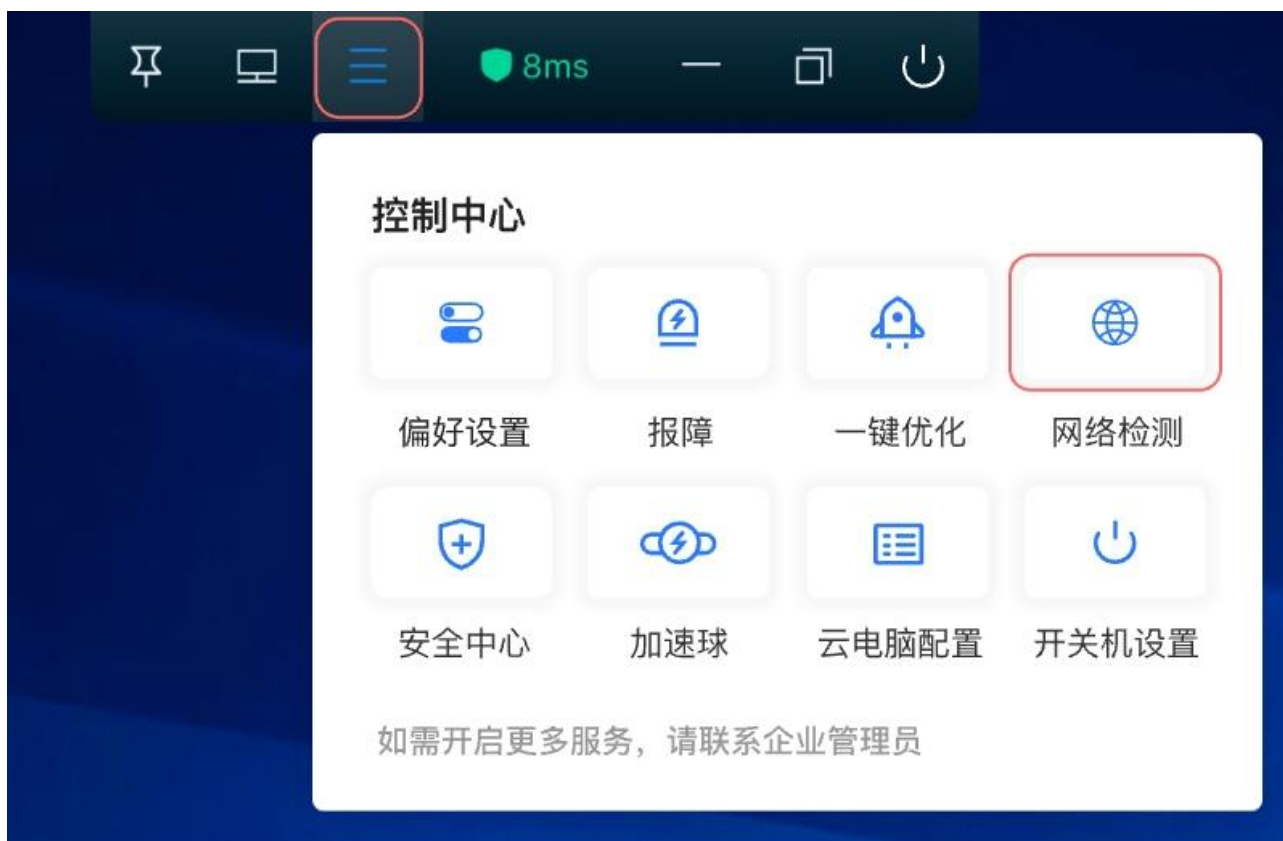 8ms
控制中心
偏好设置 报障 一键优化 网络检测
安全中心 加速球 云电脑配置 开关机设置
如需开启更多服务，请联系企业管理员